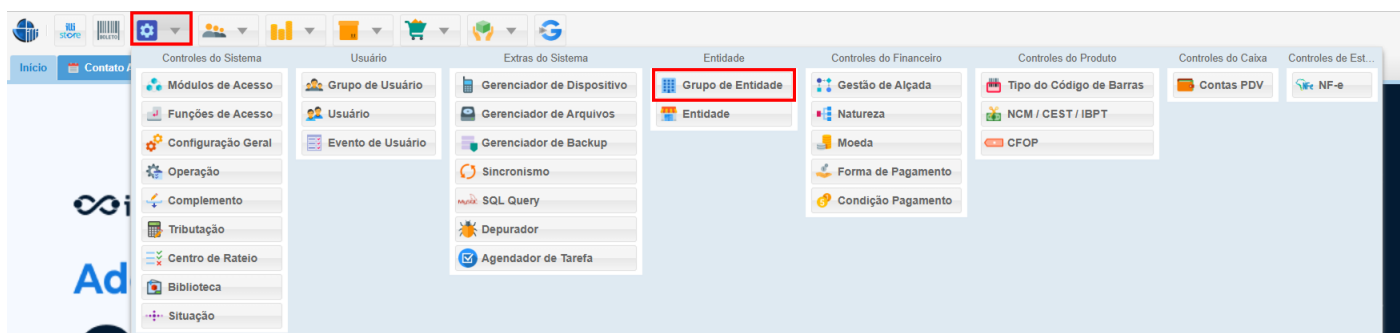 illi
illi
store
BOLETO
Início
Contato A
Controles do Sistema
Módulos de Acesso
Funções de Acesso
Configuração Geral
Operação
Complemento
Tributação
Centro de Rateio
Biblioteca
Situação
Usuário
Grupo de Usuário
Usuário
Evento de Usuário
Extras do Sistema
Gerenciador de Dispositivo
Gerenciador de Arquivos
Gerenciador de Backup
Sincronismo
SQL Query
Depurador
Agendador de Tarefa
Entidade
Grupo de Entidade
Entidade
Controles do Financeiro
Gestão de Alçada
Natureza
Moeda
Forma de Pagamento
Condição Pagamento
Controles do Produto
Tipo do Código de Barras
NCM / CEST / IBPT
CFOP
Controles do Caixa
Contas PDV
Controles de Est...
NF-e
i
Ad